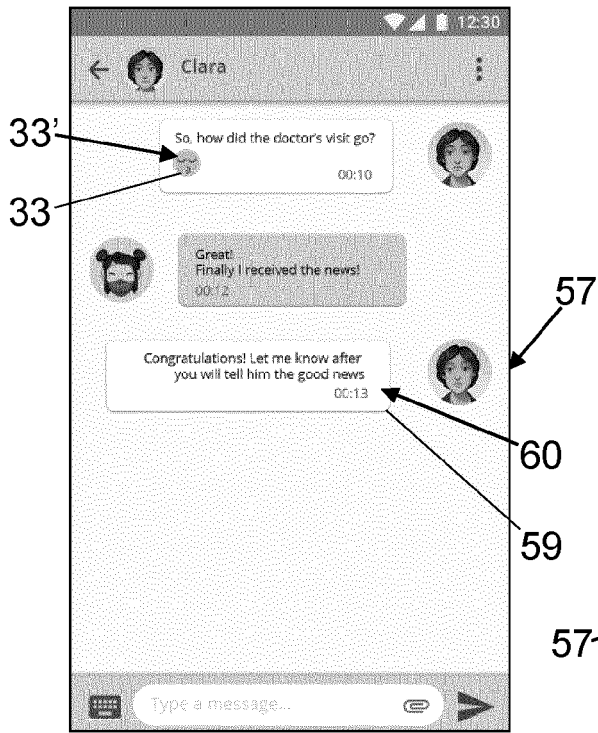 12:30
Clara
33'
So, how did the doctor's visit go?
00:10
33
Great!
Finally I received the news!
00:12
57
Congratulations! Let me know after
you will tell him the good news
00:13
60
59
57
Type a message...